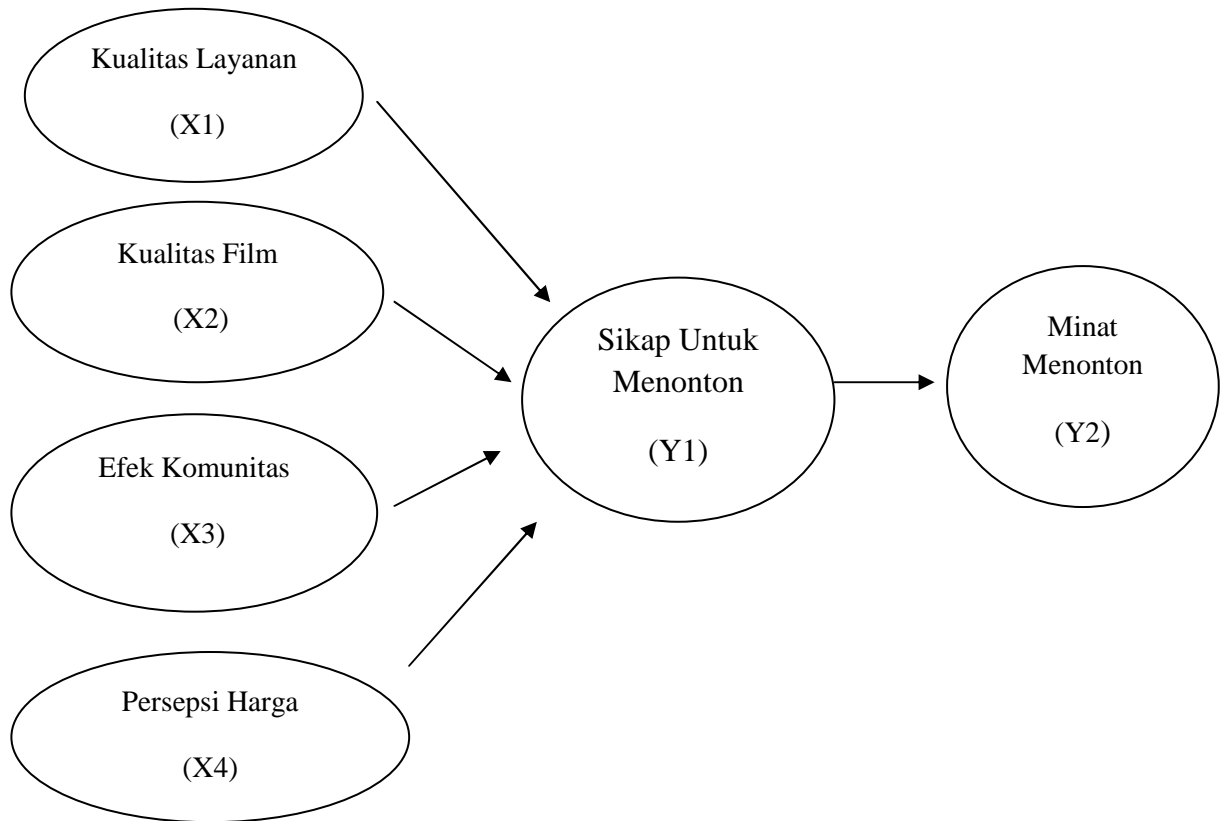 Kualitas Layanan
(X1)
Kualitas Film
(X2)
Efek Komunitas
(X3)
Persepsi Harga
(X4)
Sikap Untuk
Menonton
(Y1)
Minat
Menonton
(Y2)